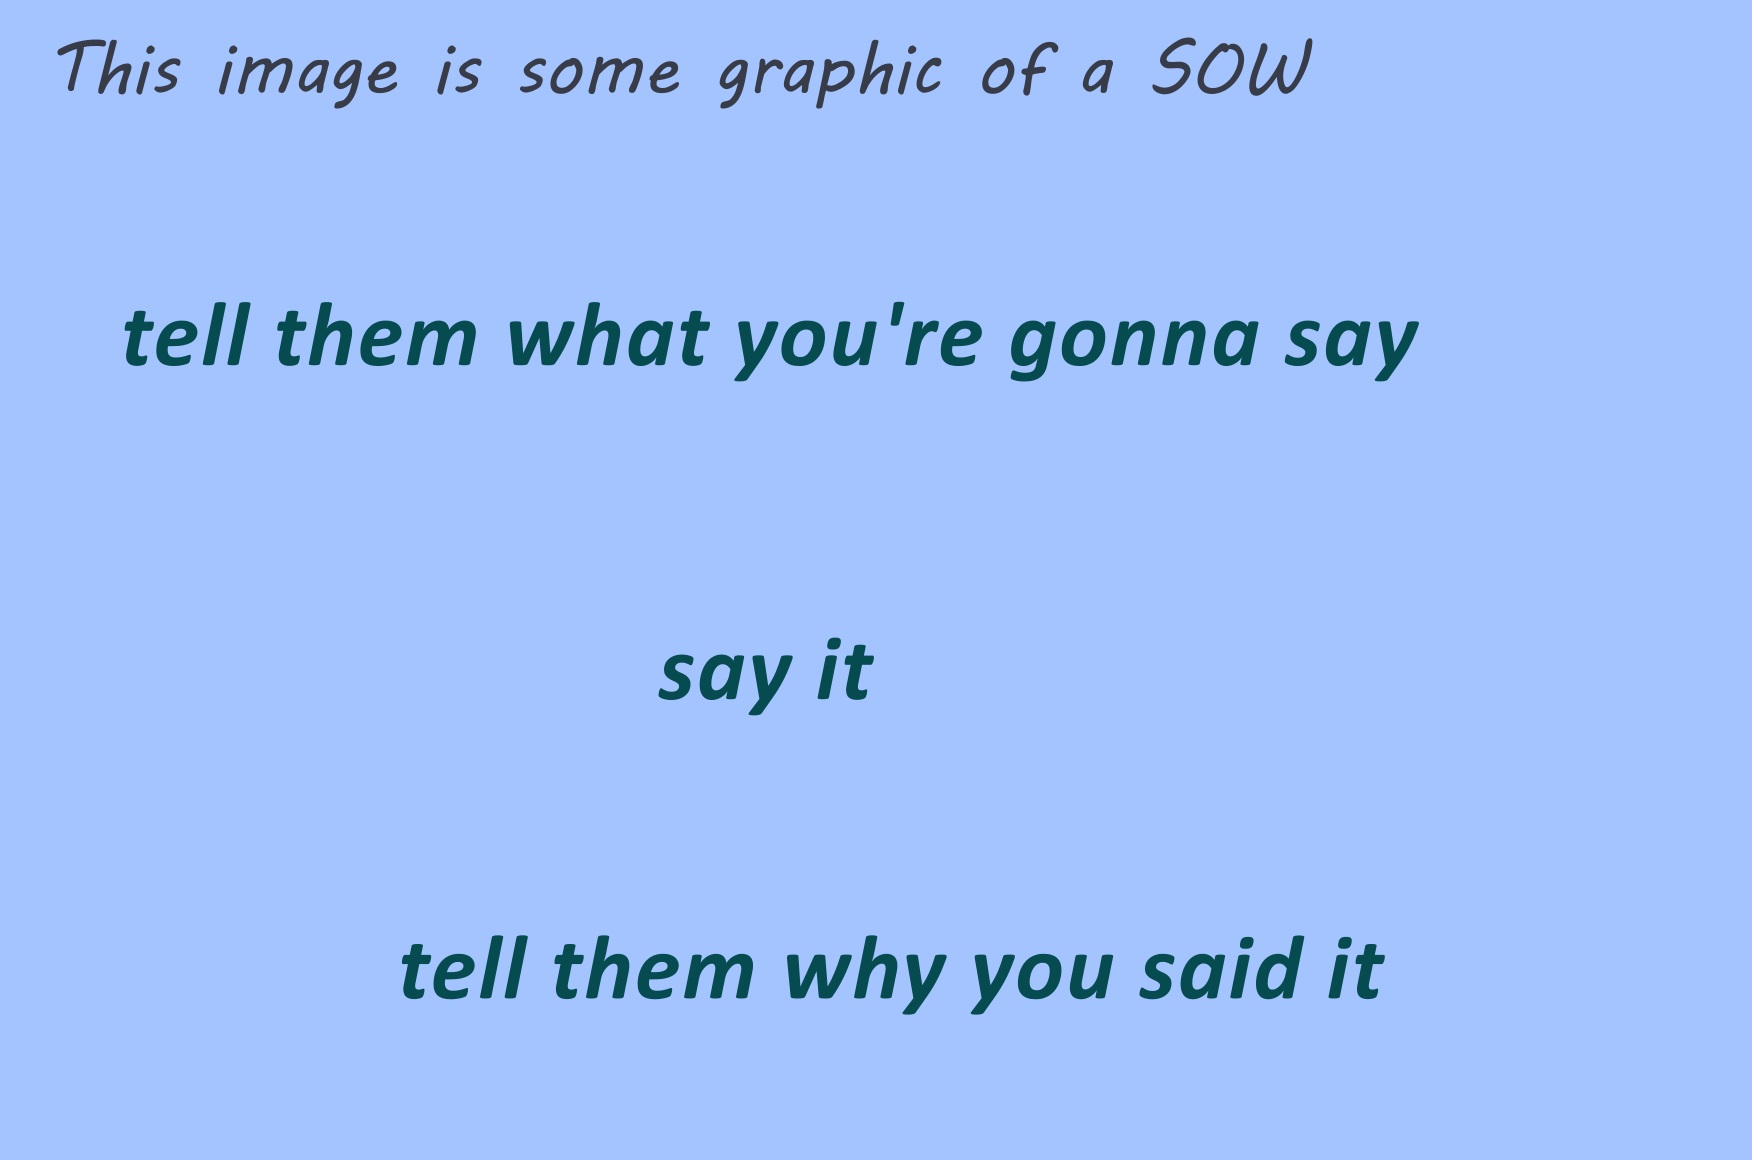 This image is some graphic of a SOW
tell them what you're gonna say
say it
tell them why you said it